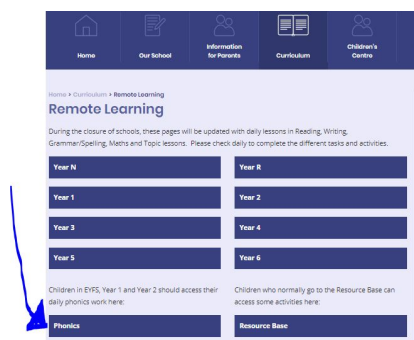 Home
Our School
Information
for Parents
Curriculum
Children's
Centre
Home > Curriculum > Remote Learning
Remote Learning
During the closure of schools, these pages will be updated with daily lessons in Reading, Writing,
Grammar/Spelling, Maths and Topic lessons. Please check daily to complete the different tasks and activities.
Year N
Year R
Year 1
Year 2
Year 3
Year 4
Year 5
Year 6
Children in EYFS, Year 1 and Year 2 should access their
daily phonics work here:
Children who normally go to the Resource Base can
access some activities here:
Phonics
Resource Base